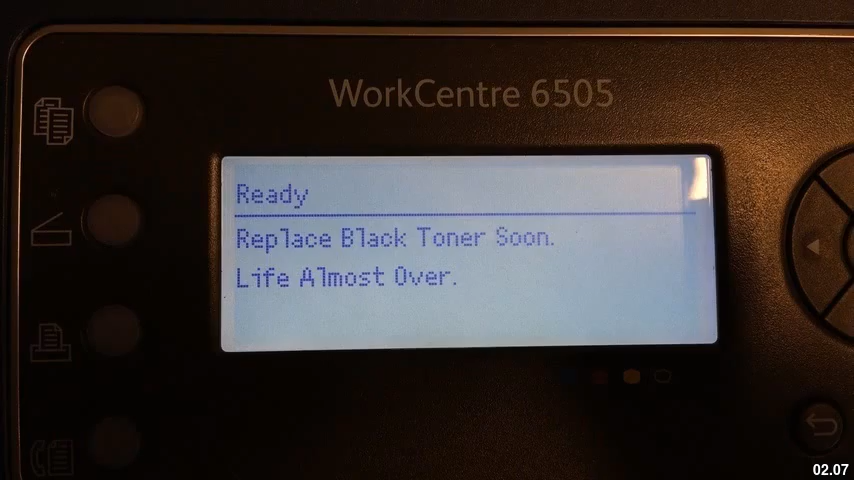 WorkCentre 6505
Ready
Replace Black Toner Soon.
Life Almost Over.
02.07